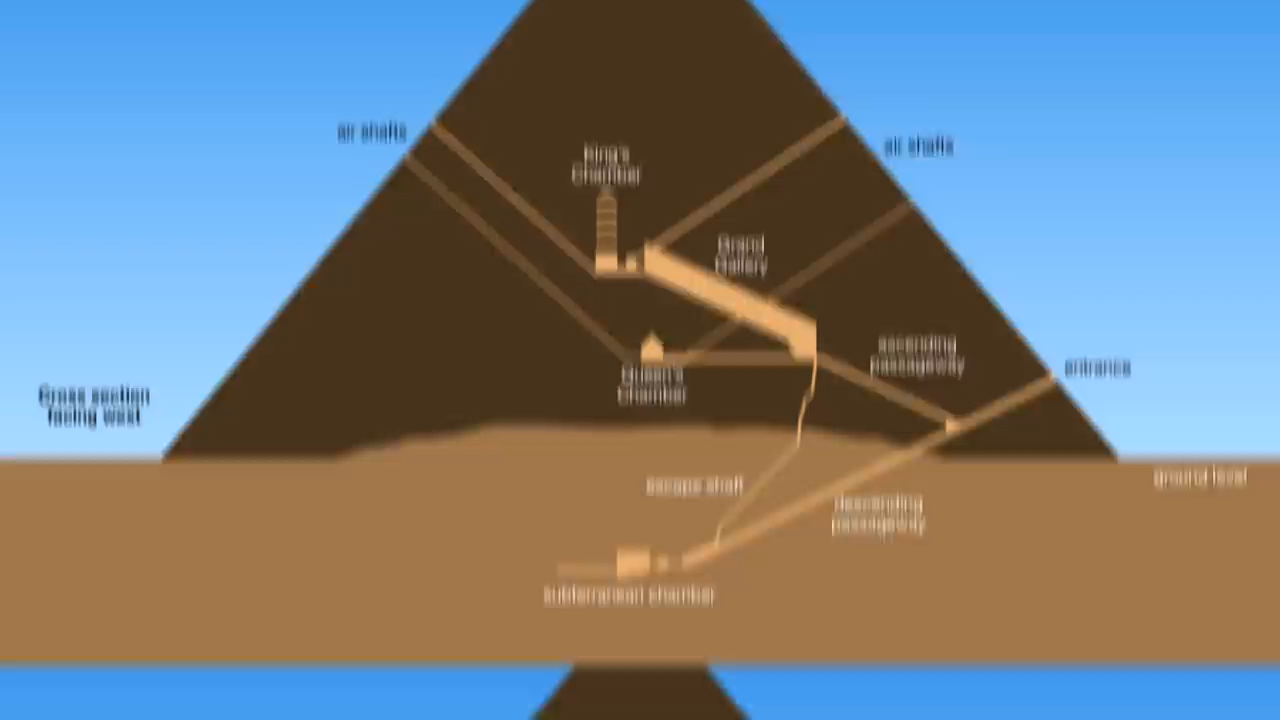 air shafts
air shafts
King's
Chamber
Grand
Gallery
ascending
passageway
entrance
Queen's
Chamber
Cross section
facing west
ground level
escape shaft
descending
passageway
subterranean chamber